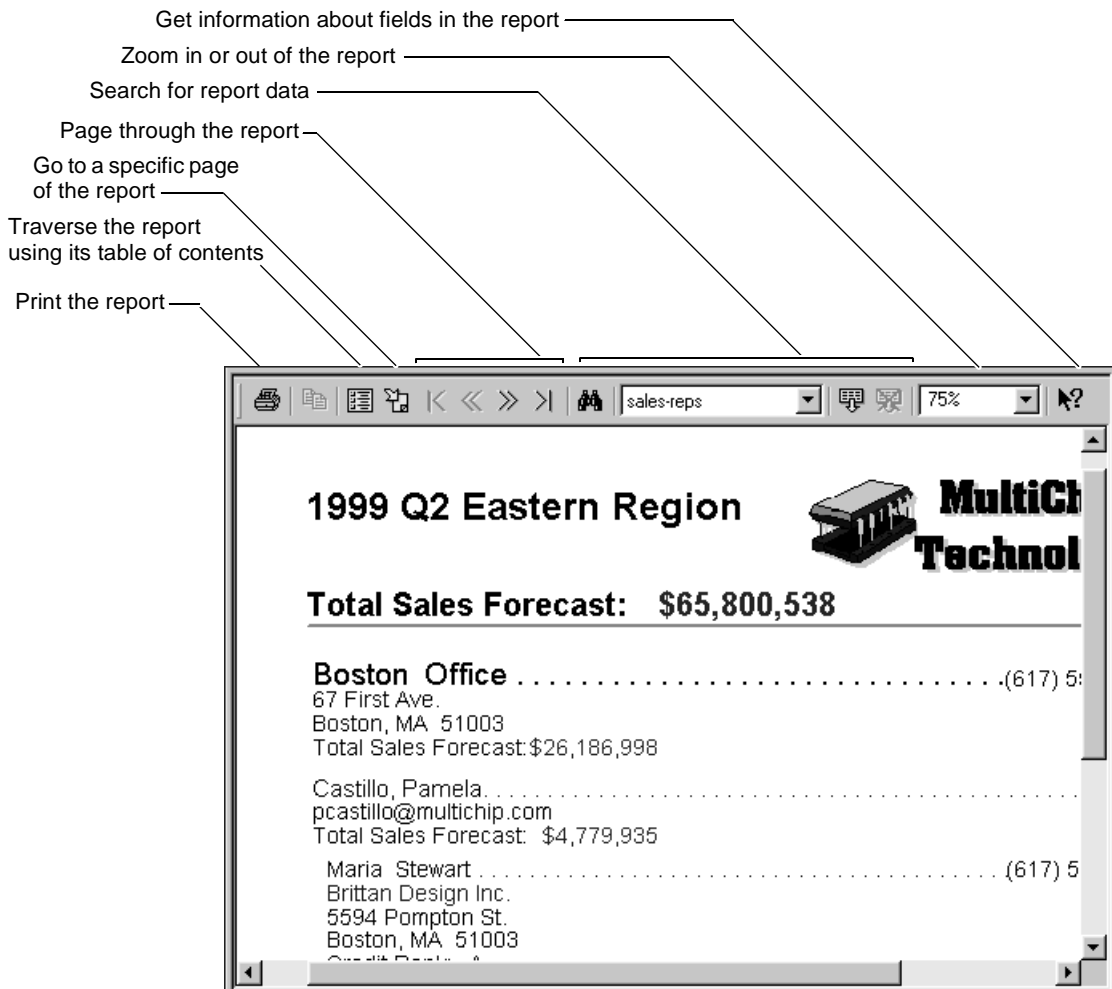 Get information about fields in the report
Zoom in or out of the report
Search for report data
Page through the report
Go to a specific page
of the report
Traverse the report
using its table of contents
Print the report
sales-reps
75%
1999 Q2 Eastern Region
MultiCh
Technol
Total Sales Forecast: $65,800,538
Boston Office . . . . . . . . . . . . . . . . . . . . . . . . . . . . . . . . (617) 5
67 First Ave.
Boston, MA 51003
Total Sales Forecast: $26,186,998
Castillo, Pamela. . . . . . . . . . . . . . . . . . . . . . . . . . . . . . . . . . . . . . . .
pcastillo@multichip.com
Total Sales Forecast: $4,779,935
Maria Stewart . . . . . . . . . . . . . . . . . . . . . . . . . . . . . . . . . . . (617) 5
Brittan Design Inc.
5594 Pompton St.
Boston, MA 51003